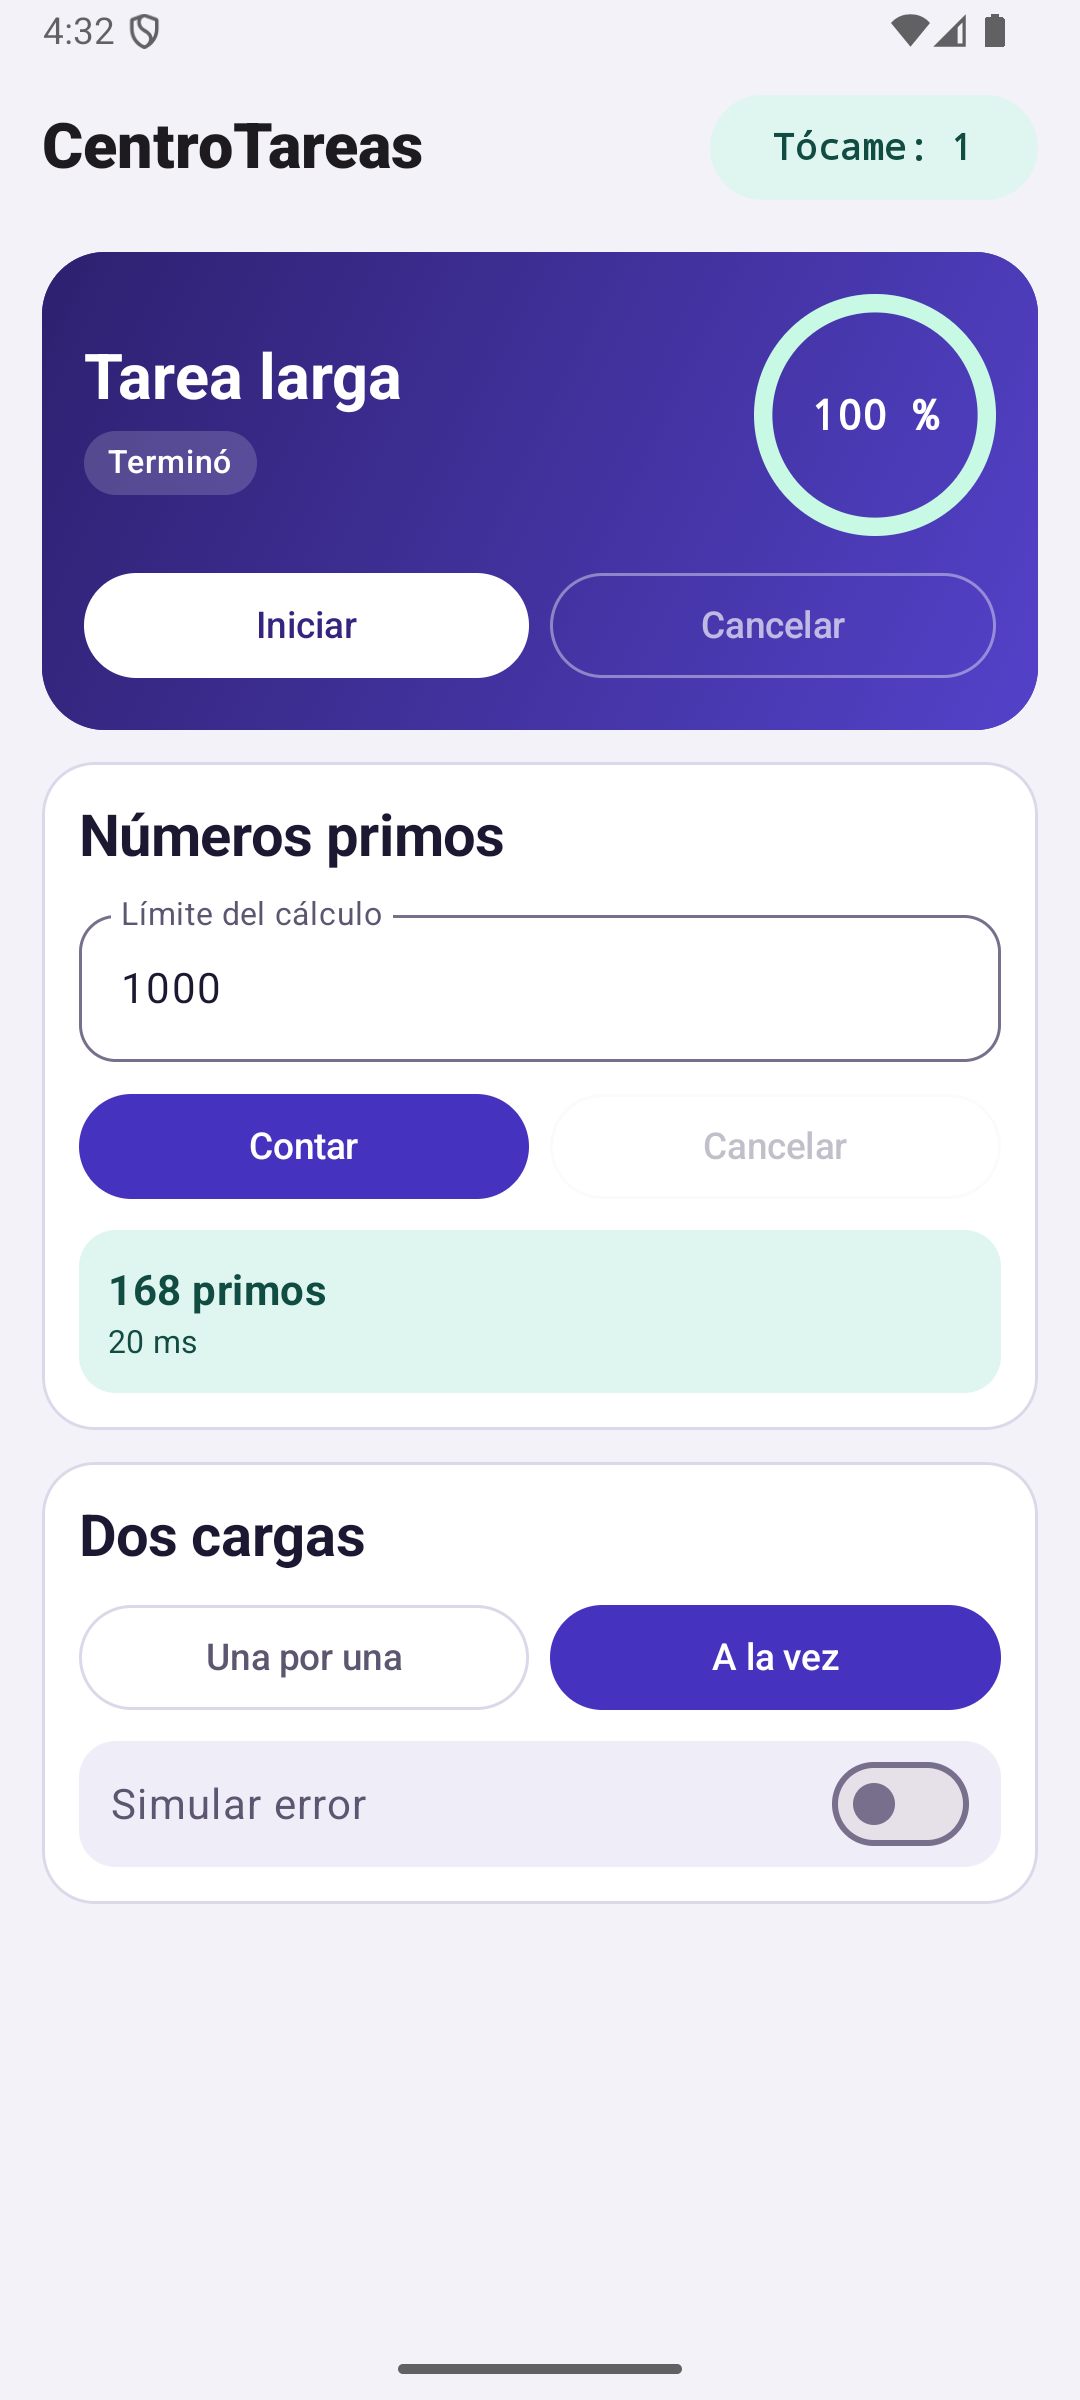 4:32
CentroTareas
Tócame: 1
Tarea larga
100 %
Terminó
Iniciar
Cancelar
Números primos
Límite del cálculo
1000
Contar
Cancelar
168 primos
20 ms
Dos cargas
Una por una
A la vez
Simular error